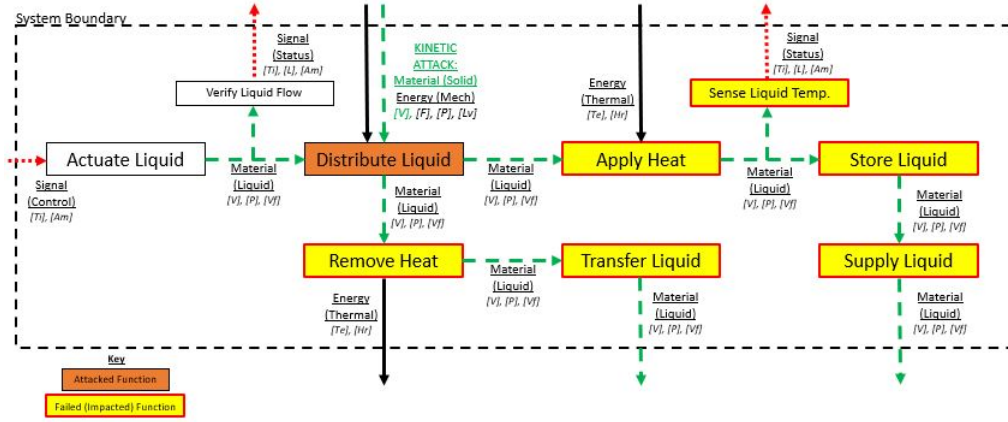 System Boundary
Signal
(Status)
[Ti], [L], [Am]
Verify Liquid Flow
KINETIC
ATTACK:
Material (Solid)
Energy (Mech)
[V], [F], [P], [Lv]
Energy
(Thermal)
[Te], [Hr]
Signal
(Status)
[Ti], [L], [Am]
Sense Liquid Temp.
Actuate Liquid
Distribute Liquid
Apply Heat
Store Liquid
Signal
(Control)
[Ti], [Am]
Material
(Liquid)
[V], [P], [Vf]
Material
(Liquid)
[V], [P], [Vf]
Material
(Liquid)
[V], [P], [Vf]
Material
(Liquid)
[V], [P], [Vf]
Material
(Liquid)
[V], [P], [Vf]
Remove Heat
Transfer Liquid
Supply Liquid
Energy
(Thermal)
[Te], [Hr]
Material
(Liquid)
[V], [P], [Vf]
Material
(Liquid)
[V], [P], [Vf]
Material
(Liquid)
[V], [P], [Vf]
Key
Attacked Function
Failed (Impacted) Function